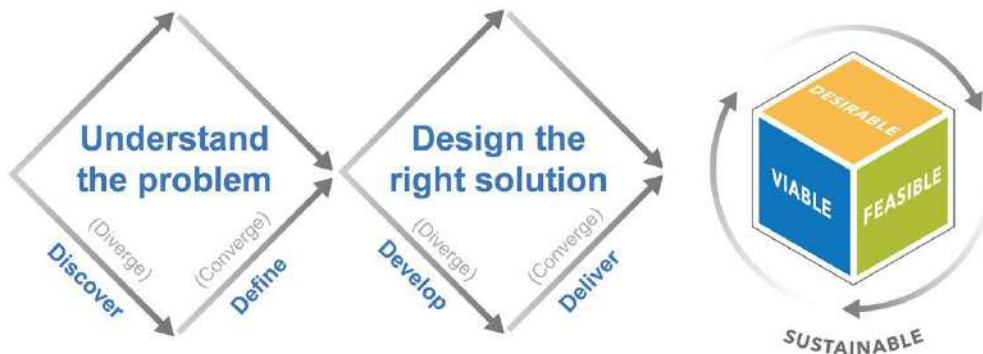 Understand
the problem
(Diverge)
Discover
(Converge)
Define
Design the
right solution
(Diverge)
Develop
(Converge)
Deliver
DESIRABLE
VIABLE
FEASIBLE
SUSTAINABLE